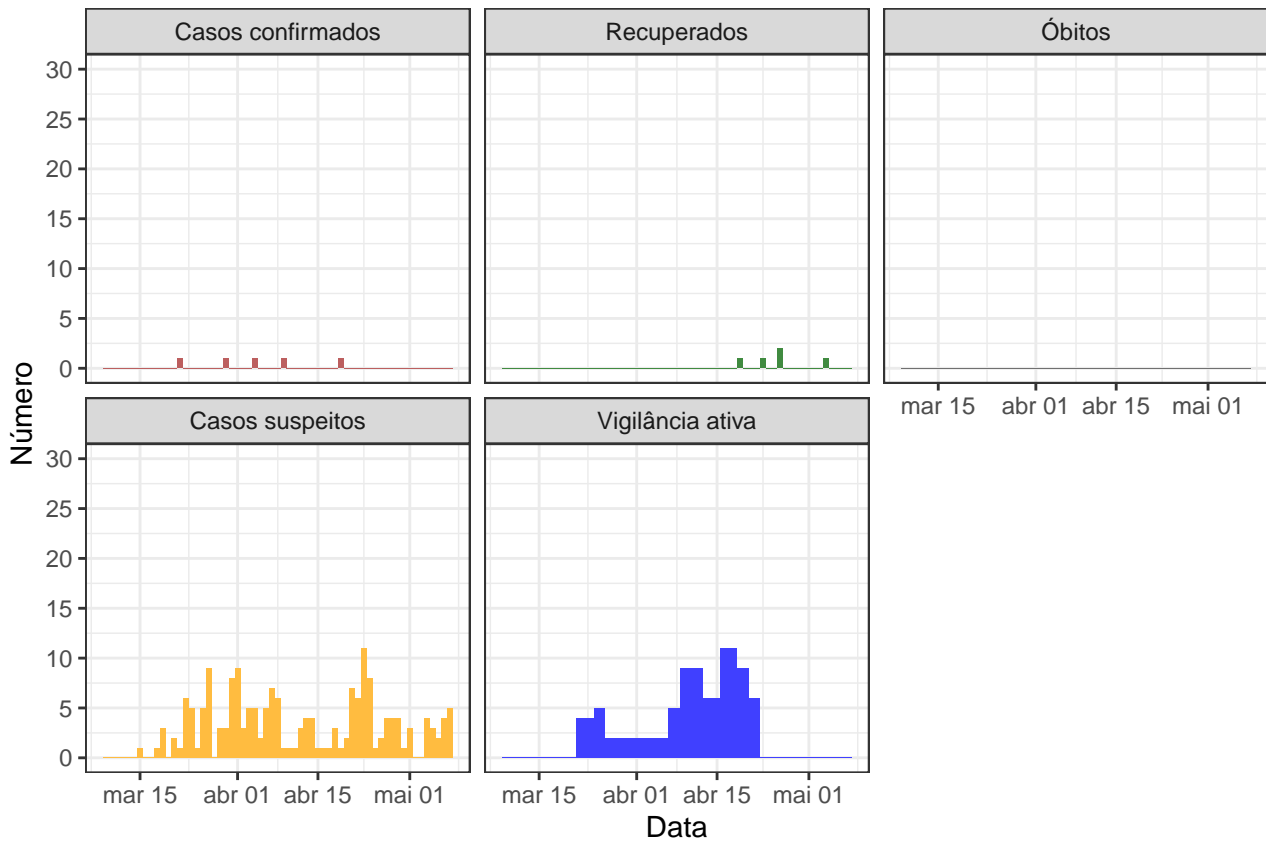 Casos confirmados
Recuperados
Óbitos
30
25
20
15
10
5
0
mar 15 abr 01 abr 15 mai 01
Número
Casos suspeitos
Vigilância ativa
30
25
20
15
10
5
0
mar 15 abr 01 abr 15 mai 01
mar 15 abr 01 abr 15 mai 01
Data